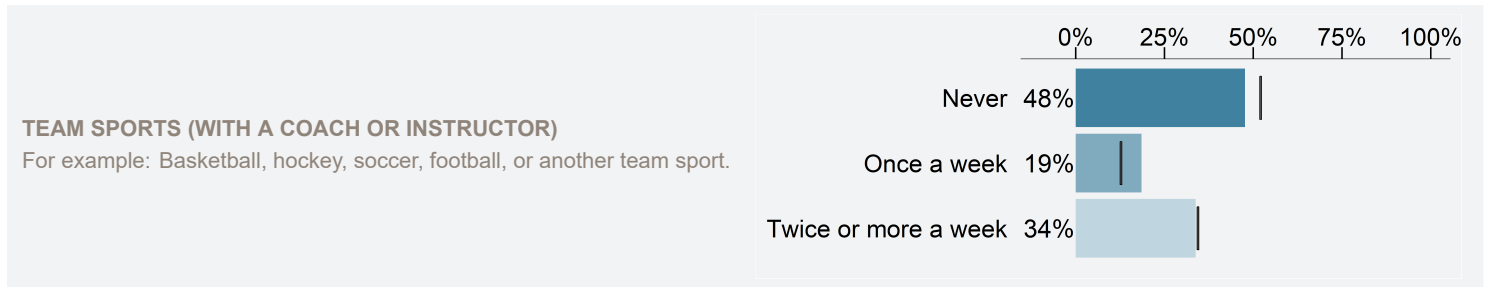 0% 25% 50% 75% 100%
Never 48%
TEAM SPORTS (WITH A COACH OR INSTRUCTOR)
For example: Basketball, hockey, soccer, football, or another team sport.
Once a week 19%
Twice or more a week 34%